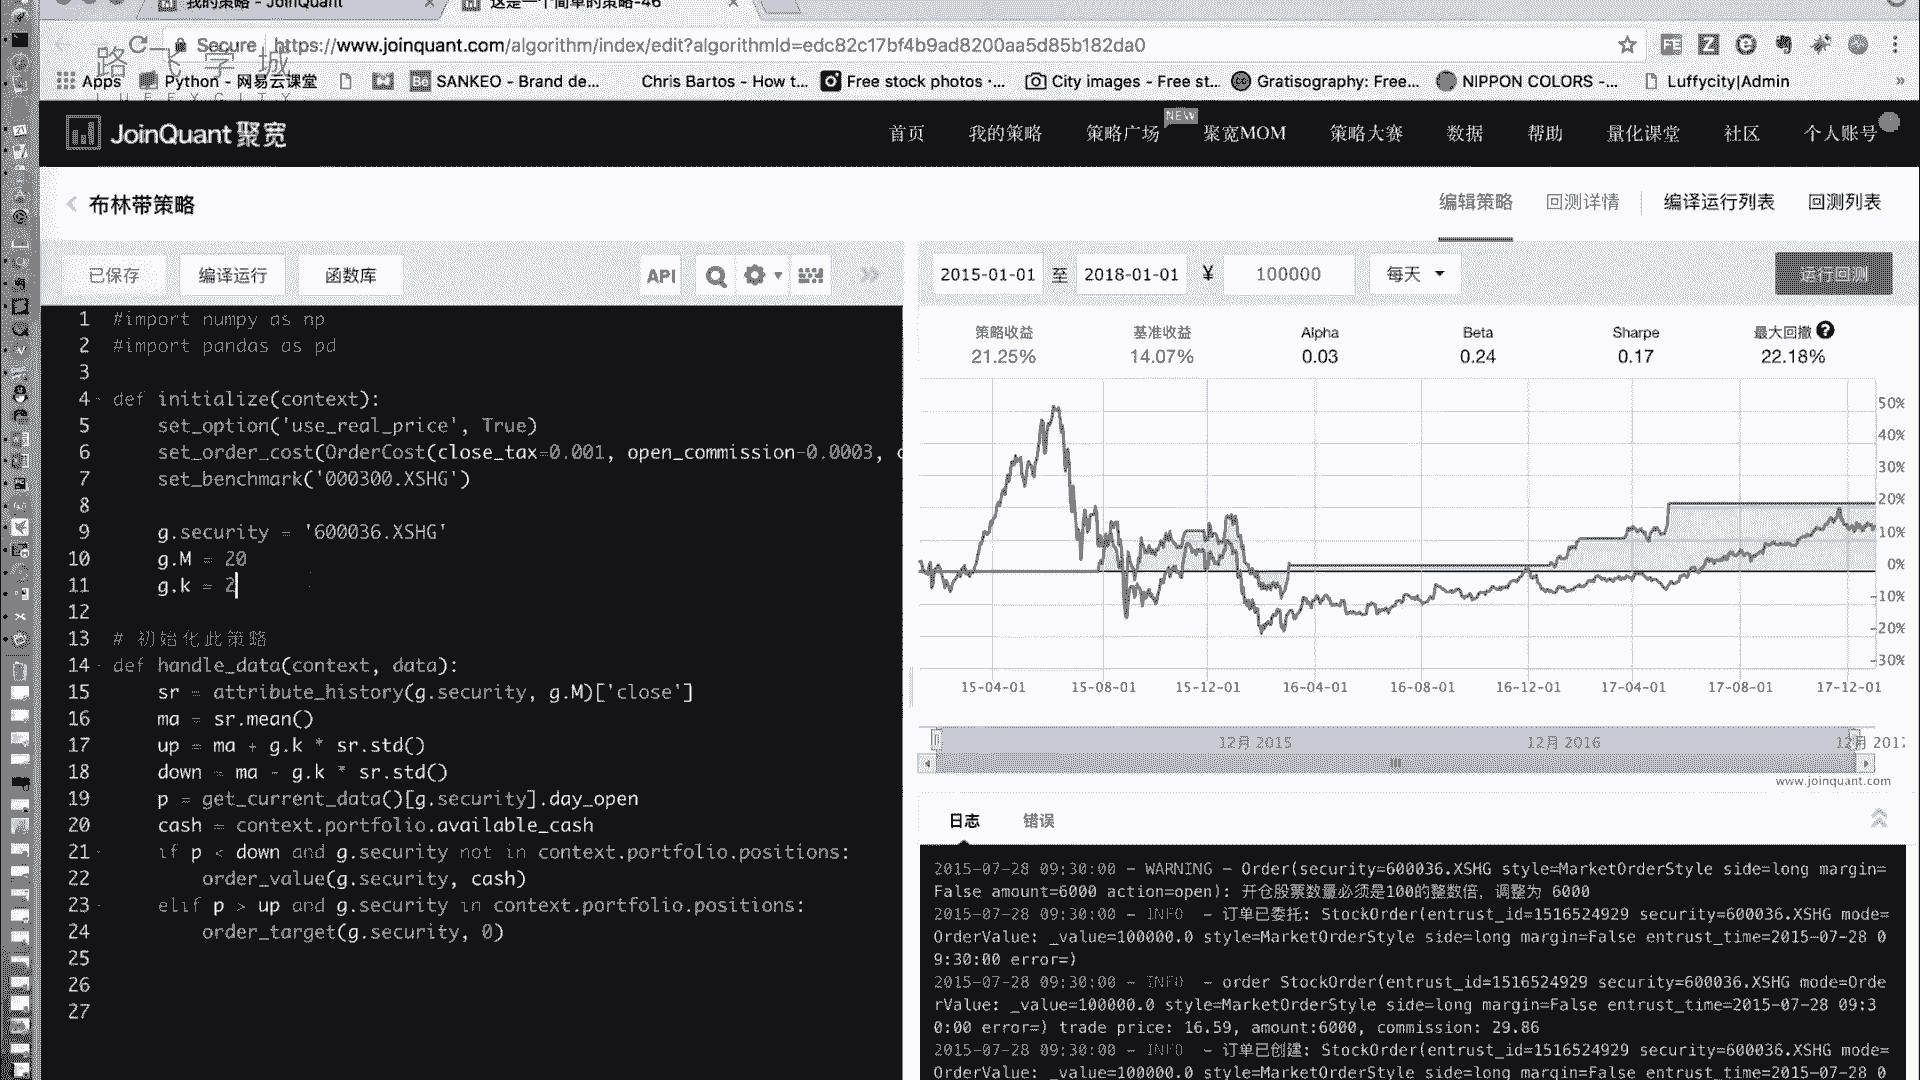 我的策略 - JoinQuant
这是一个简单的策略-46
Secure
https://www.joinquant.com/algorithm/index/edit?algorithmId=edc82c17bf4b9ad8200aa5d85b182da0
路飞学城
LUFFYCITY
Apps
Python - 网易云课堂
SANKEO - Brand de...
Chris Bartos - How t...
Free stock photos ·...
City images - Free st...
Gratisography: Free...
NIPPON COLORS -...
Luffycity|Admin
»
JoinQuant 聚宽
首页
我的策略
策略广场
NEW
聚宽MOM
策略大赛
数据
帮助
量化课堂
社区
个人账号
布林带策略
编辑策略
回测详情
编译运行列表
回测列表
已保存
编译运行
函数库
API
2015-01-01 至 2018-01-01 ¥ 100000 每天
运行回测
1 #import numpy as np
2 #import pandas as pd
3
4 def initialize(context):
5 set_option('use_real_price', True)
6 set_order_cost(OrderCost(close_tax=0.001, open_commission=0.0003, c
7 set_benchmark('000300.XSHG')
8
9 g.security = '600036.XSHG'
10 g.M = 20
11 g.k = 2
12
13 # 初始化此策略
14 def handle_data(context, data):
15 sr = attribute_history(g.security, g.M)['close']
16 ma = sr.mean()
17 up = ma + g.k * sr.std()
18 down = ma - g.k * sr.std()
19 p = get_current_data()[g.security].day_open
20 cash = context.portfolio.available_cash
21 if p < down and g.security not in context.portfolio.positions:
22 order_value(g.security, cash)
23 elif p > up and g.security in context.portfolio.positions:
24 order_target(g.security, 0)
25
26
27
策略收益 基准收益 Alpha Beta Sharpe 最大回撤
21.25% 14.07% 0.03 0.24 0.17 22.18%
50%
40%
30%
20%
10%
0%
-10%
-20%
-30%
15-04-01 15-08-01 15-12-01 16-04-01 16-08-01 16-12-01 17-04-01 17-08-01 17-12-01
12月 2015 12月 2016 12月 201
www.joinquant.com
日志 错误
2015-07-28 09:30:00 - WARNING - Order(security=600036.XSHG style=MarketOrderStyle side=long margin=
False amount=6000 action=open): 开仓股票数量必须是100的整数倍，调整为 6000
2015-07-28 09:30:00 - INFO - 订单已委托: StockOrder(entrust_id=1516524929 security=600036.XSHG mode=
OrderValue: _value=100000.0 style=MarketOrderStyle side=long margin=False entrust_time=2015-07-28 0
9:30:00 error=)
2015-07-28 09:30:00 - INFO - order StockOrder(entrust_id=1516524929 security=600036.XSHG mode=Orde
rValue: _value=100000.0 style=MarketOrderStyle side=long margin=False entrust_time=2015-07-28 09:3
0:00 error=) trade price: 16.59, amount:6000, commission: 29.86
2015-07-28 09:30:00 - INFO - 订单已创建: StockOrder(entrust_id=1516524929 security=600036.XSHG mode=
OrderValue: _value=100000.0 style=MarketOrderStyle side=long margin=False entrust_time=2015-07-28 0